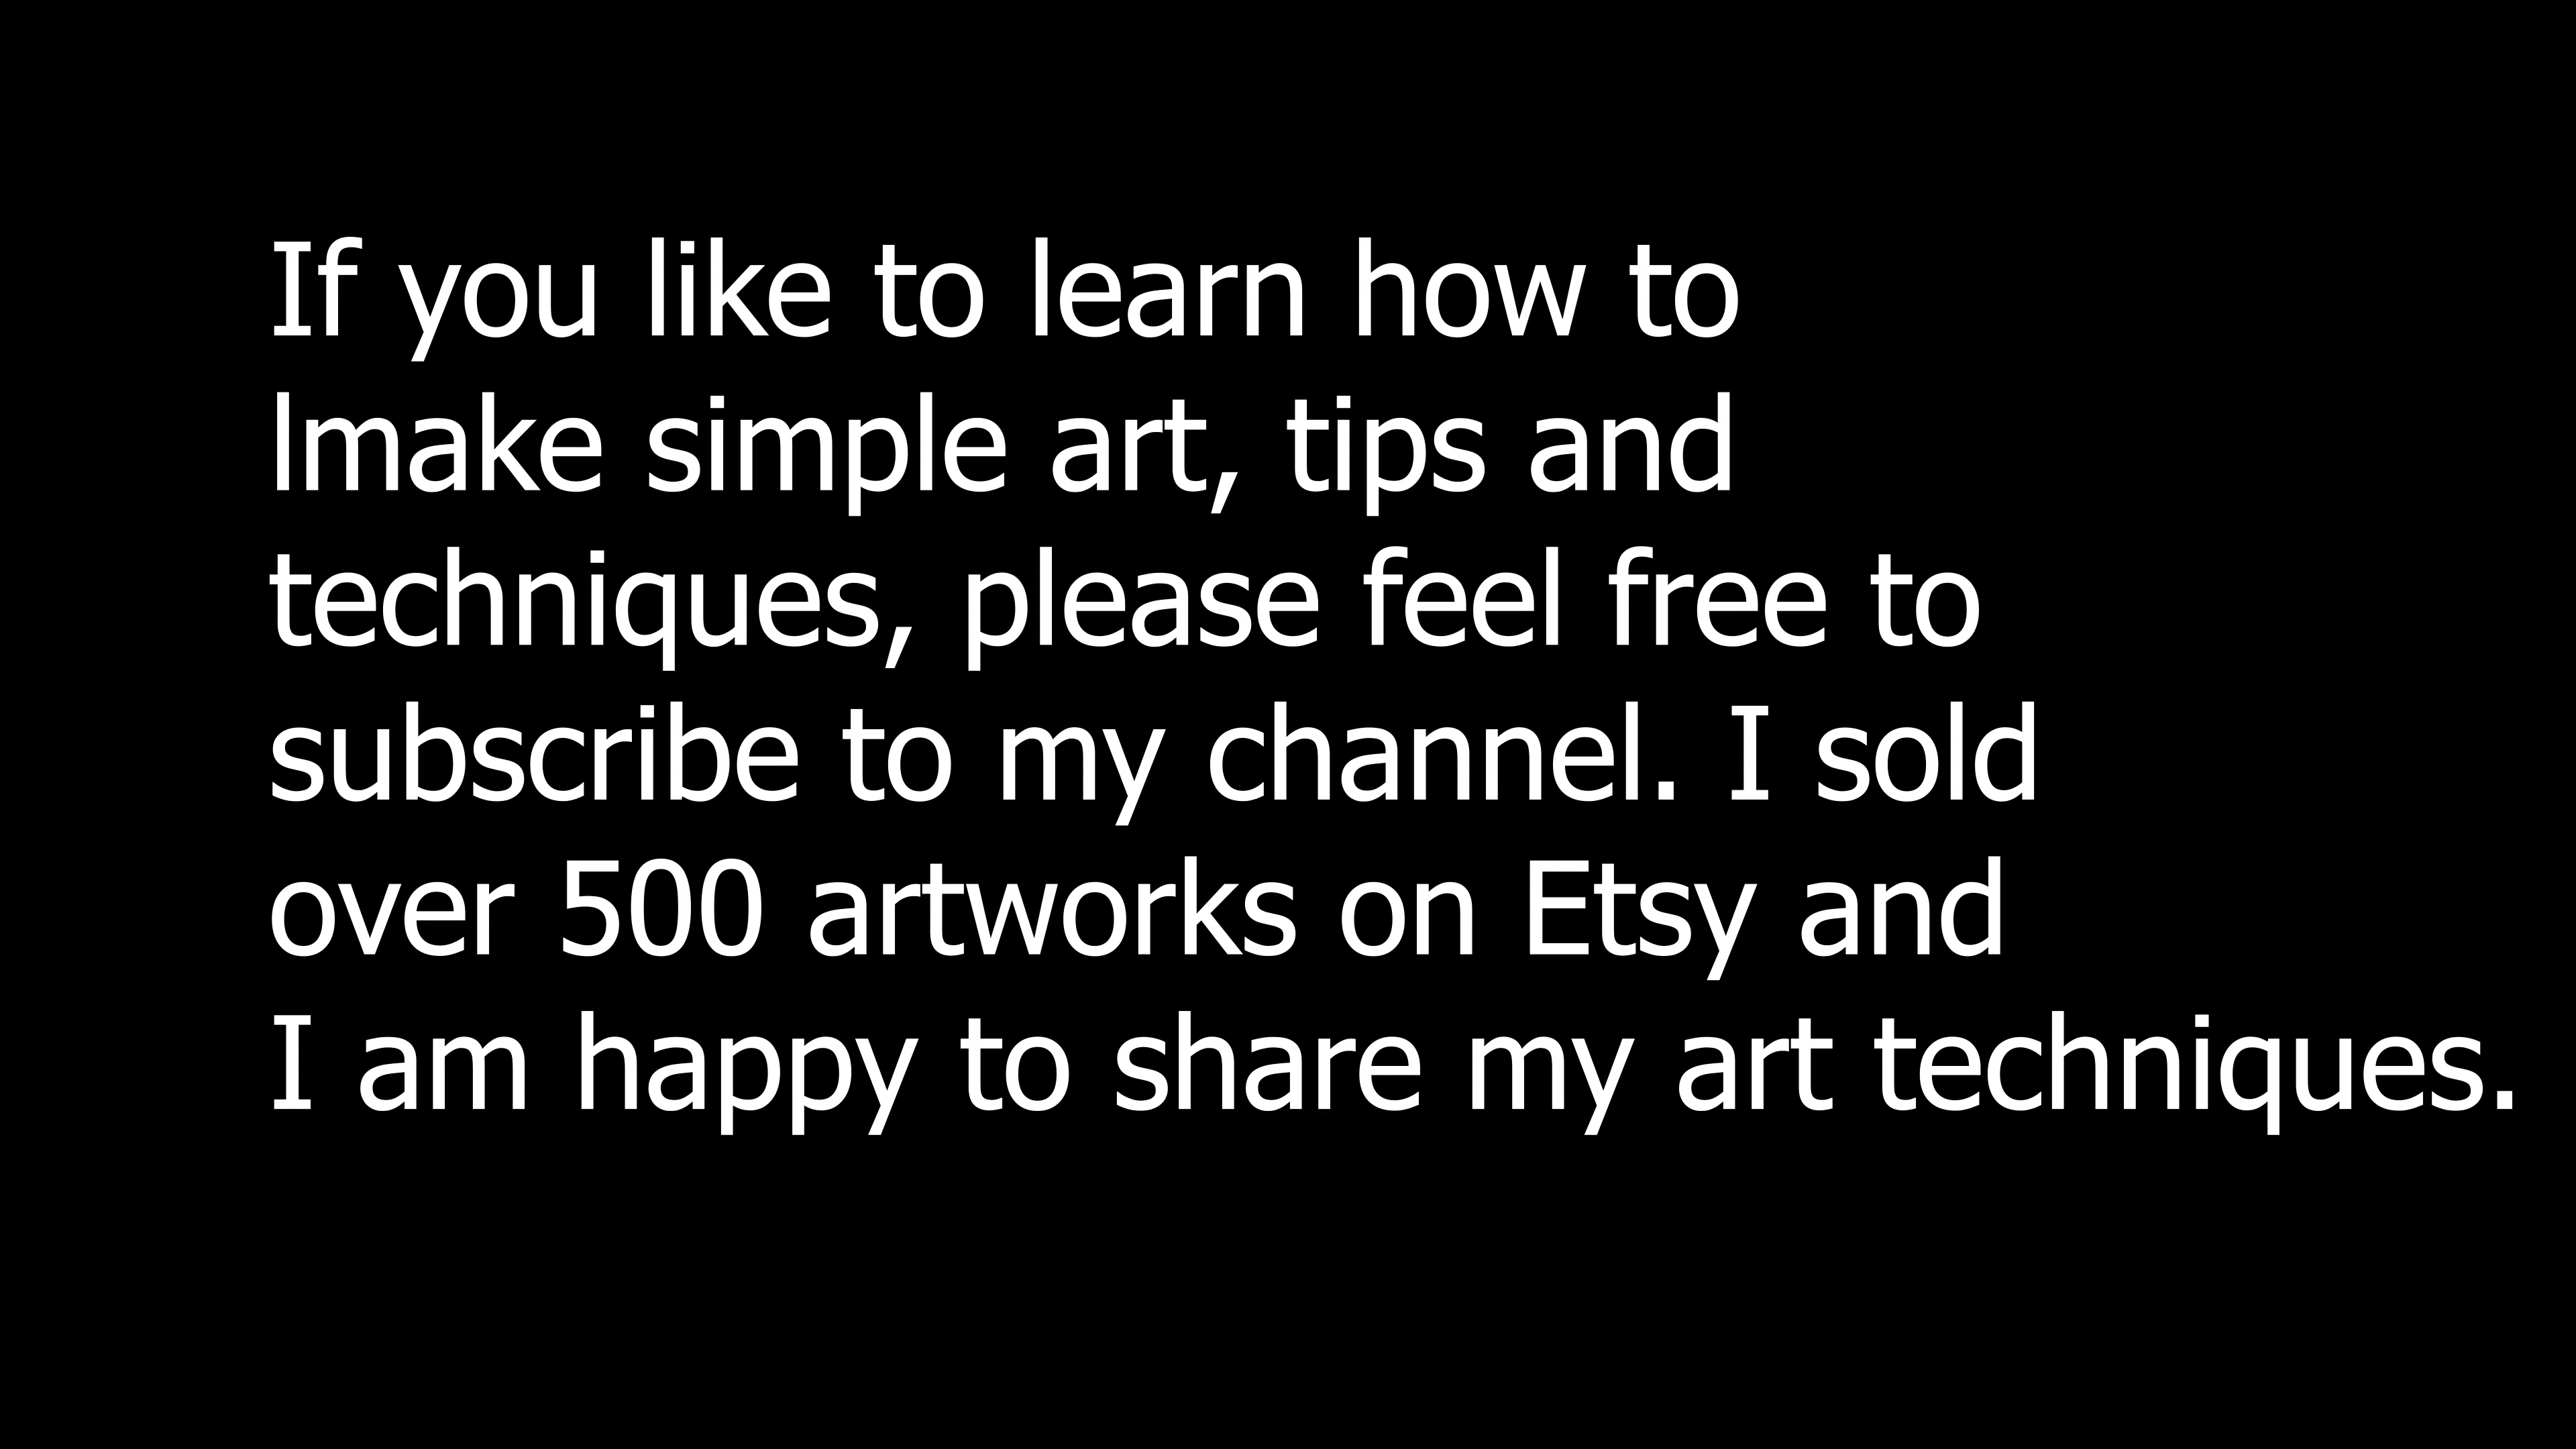 If you like to learn how to
lmake simple art, tips and
techniques, please feel free to
subscribe to my channel. I sold
over 500 artworks on Etsy and
I am happy to share my art techniques.